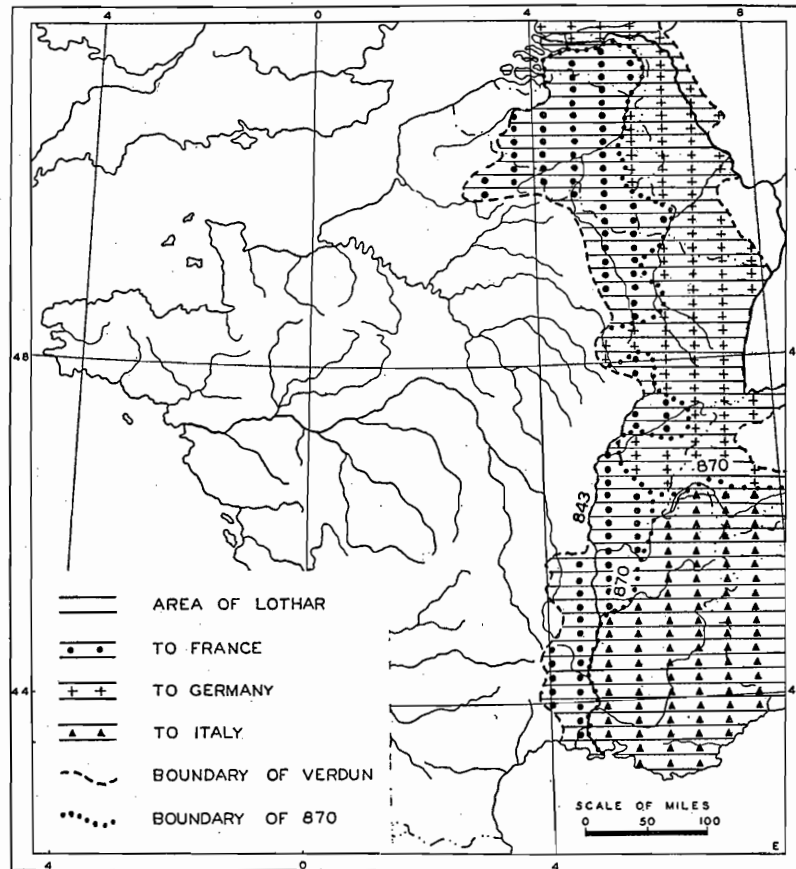 4 0 4 8
48 4
870
843
870
AREA OF LOTHAR
TO FRANCE
TO GERMANY
44 4
TO ITALY
BOUNDARY OF VERDUN
BOUNDARY OF 870
SCALE OF MILES
0 50 100
E
4 0 4